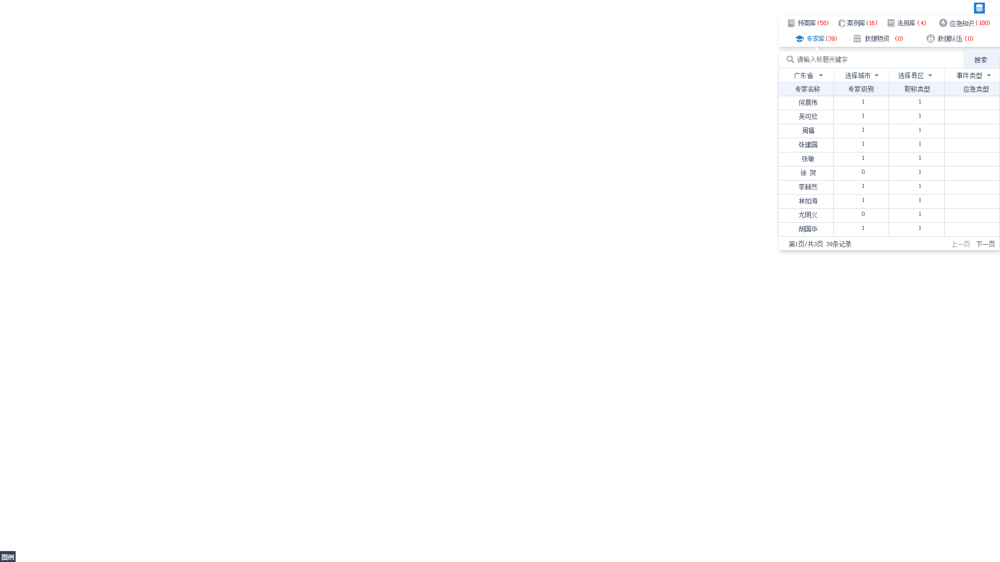 预案库(56) 案例库(16) 法规库(4) 应急知识(100)
专家库(39) 救援物资 (0) 救援队伍(0)
请输入标题关键字 搜索
广东省 选择城市 选择县区 事件类型
专家名称 专家级别 职称类型 应急类型
何晨伟 1 1
吴可欣 1 1
周福 1 1
张建国 1 1
张敏 1 1
徐 贺 0 1
李赫然 1 1
林如海 1 1
尤明义 0 1
胡国华 1 1
第1页/共3页 39条记录 上一页 下一页
图例